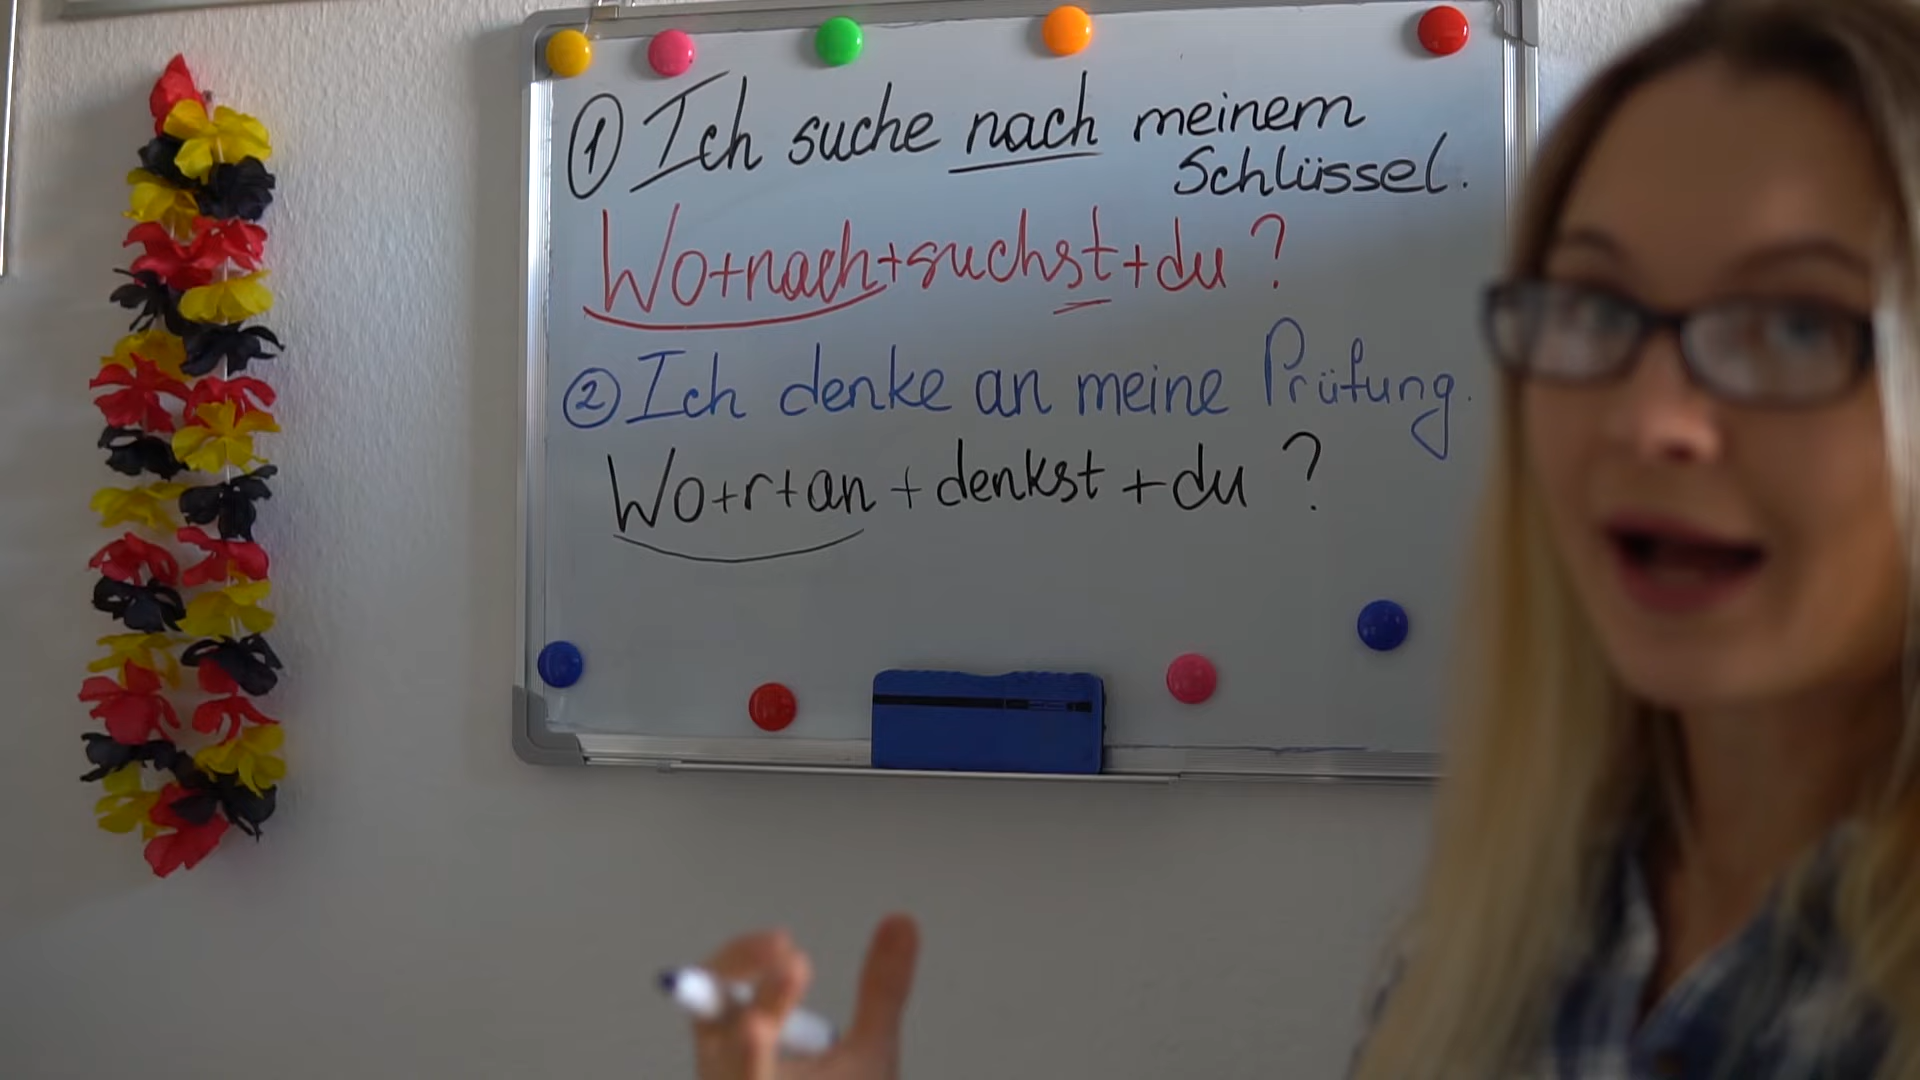 ① Ich suche nach meinem
Schlüssel.
Wo+nach+suchst+du?
② Ich denke an meine Prüfung.
Wo+r+an+denkst+du?